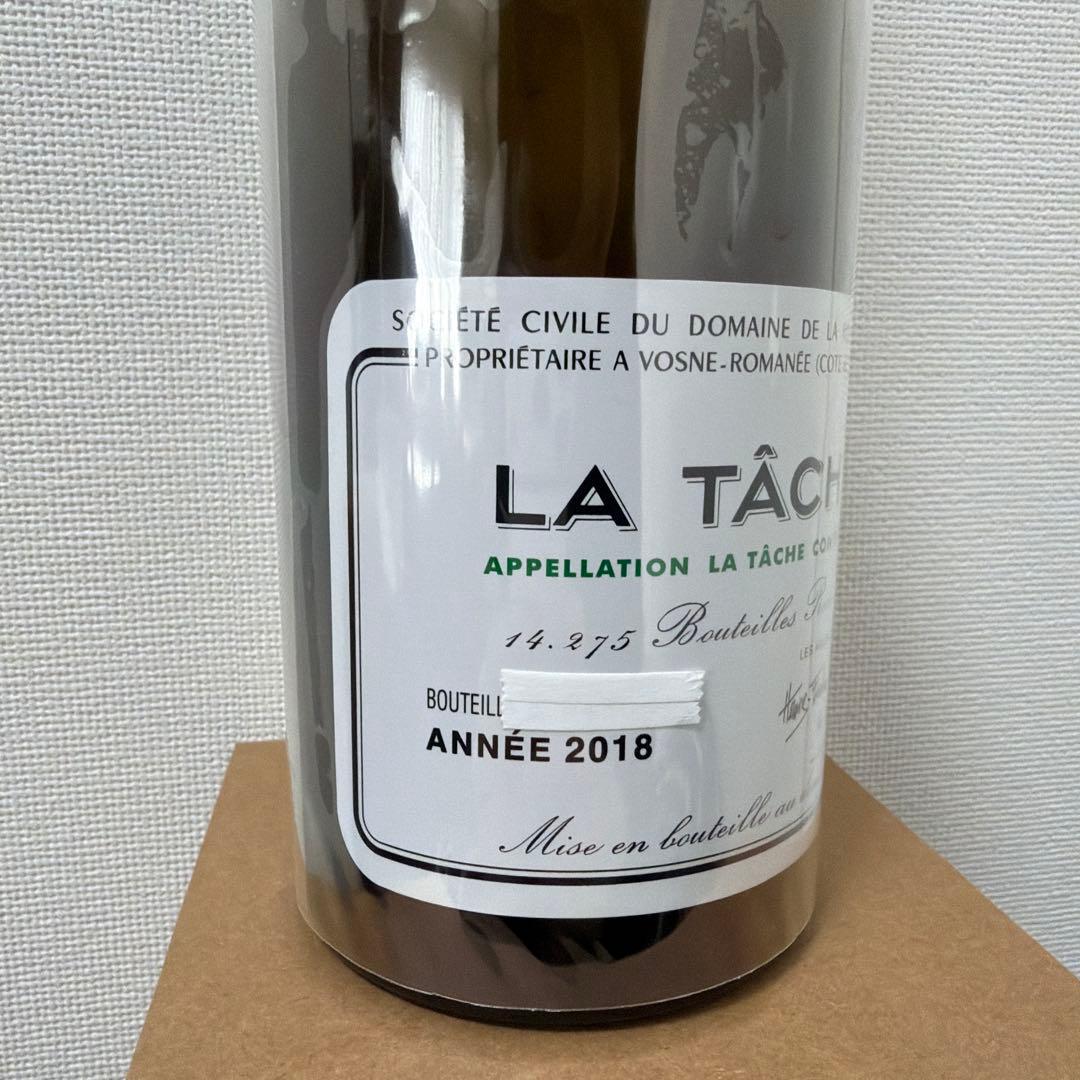 SOCIÉTÉ CIVILE DU DOMAINE DE LA
PROPRIÉTAIRE A VOSNE-ROMANÉE (COTE
LA TÂCH
APPELLATION LA TÂCHE CON
14.275 Bouteilles
BOUTEILL
ANNÉE 2018
Mise en bouteille au